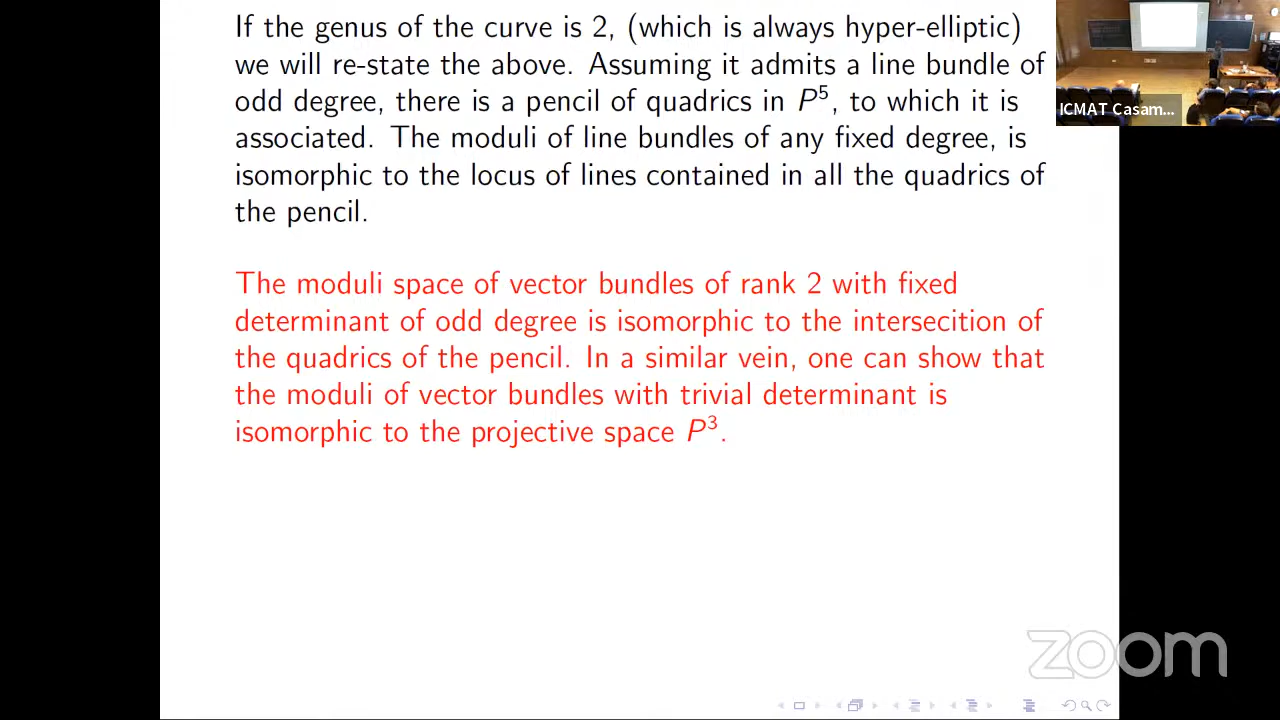 If the genus of the curve is 2, (which is always hyper-elliptic)
we will re-state the above. Assuming it admits a line bundle of
odd degree, there is a pencil of quadrics in P⁵, to which it is
associated. The moduli of line bundles of any fixed degree, is
isomorphic to the locus of lines contained in all the quadrics of
the pencil.
The moduli space of vector bundles of rank 2 with fixed
determinant of odd degree is isomorphic to the intersecition of
the quadrics of the pencil. In a similar vein, one can show that
the moduli of vector bundles with trivial determinant is
isomorphic to the projective space P³.
ICMAT Casam...
zoom